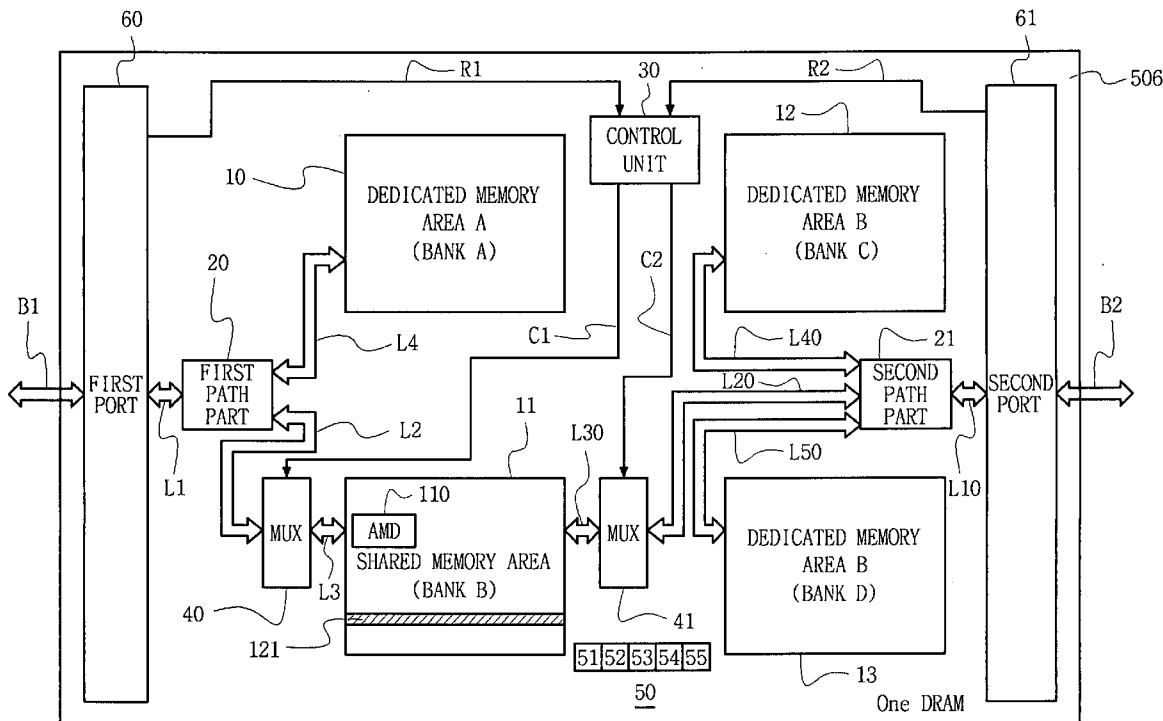 60
61
R1
R2
506
30
12
CONTROL
UNIT
10
DEDICATED MEMORY
AREA A
(BANK A)
DEDICATED MEMORY
AREA B
(BANK C)
C2
B1
20
C1
L4
L40
21
B2
FIRST
PORT
FIRST
PATH
PART
L20
SECOND
PATH
PART
SECOND
PORT
L2
11
L30
L50
L1
L10
110
MUX
AMD
MUX
SHARED MEMORY AREA
(BANK B)
DEDICATED MEMORY
AREA B
(BANK D)
L3
40
41
121
51 52 53 54 55
50
13
One DRAM